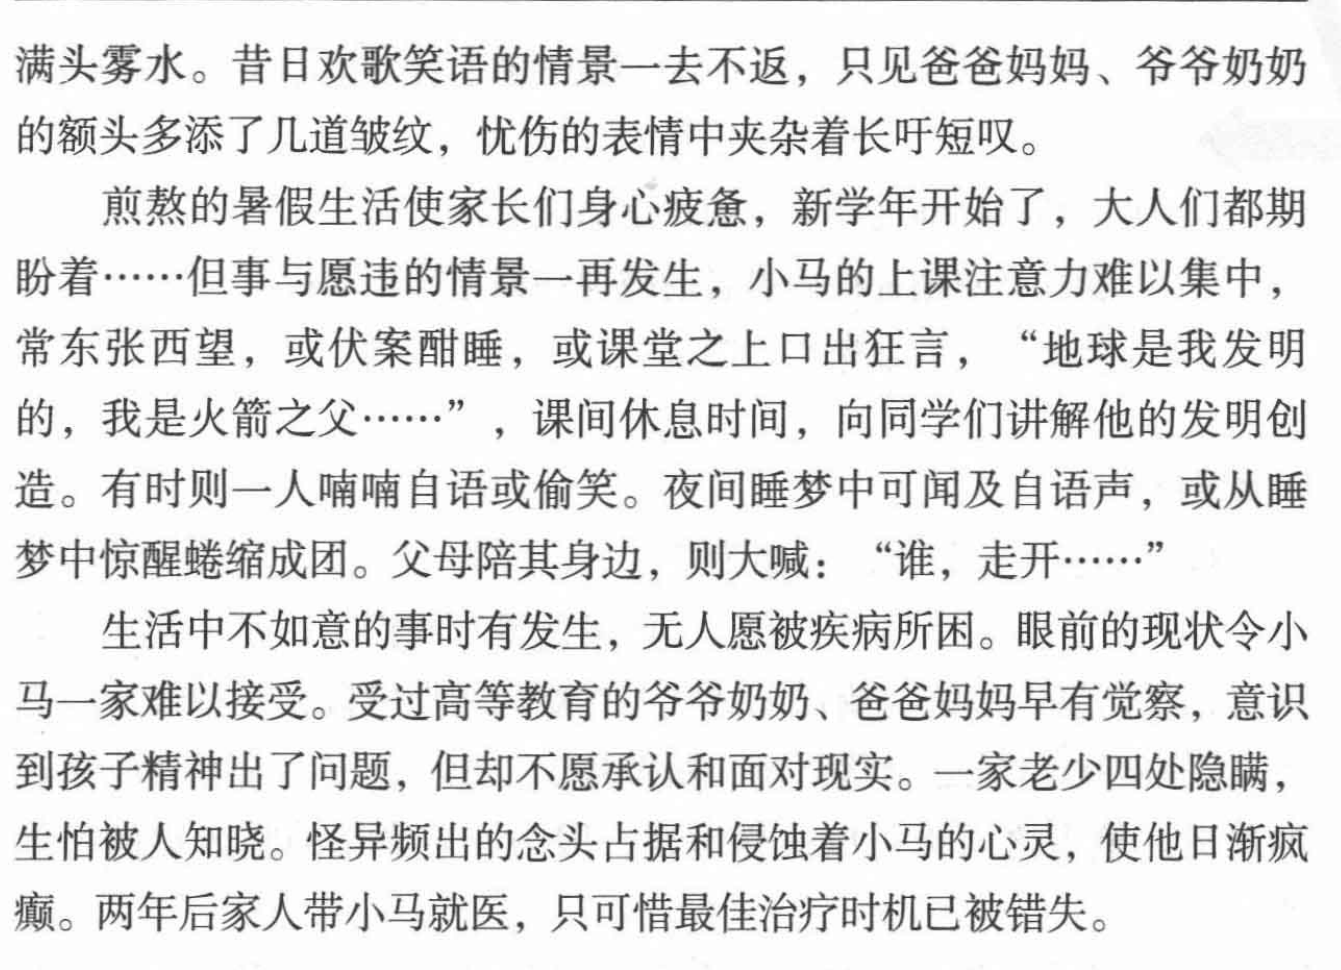 满头雾水。昔日欢歌笑语的情景一去不返，只见爸爸妈妈、爷爷奶奶
的额头多添了几道皱纹，忧伤的表情中夹杂着长吁短叹。
煎熬的暑假生活使家长们身心疲惫，新学年开始了，大人们都期
盼着……但事与愿违的情景一再发生，小马的上课注意力难以集中，
常东张西望，或伏案酣睡，或课堂之上口出狂言，“地球是我发明
的，我是火箭之父……”，课间休息时间，向同学们讲解他的发明创
造。有时则一人喃喃自语或偷笑。夜间睡梦中可闻及自语声，或从睡
梦中惊醒蜷缩成团。父母陪其身边，则大喊：“谁，走开……”
生活中不如意的事时有发生，无人愿被疾病所困。眼前的现状令小
马一家难以接受。受过高等教育的爷爷奶奶、爸爸妈妈早有觉察，意识
到孩子精神出了问题，但却不愿承认和面对现实。一家老少四处隐瞒，
生怕被人知晓。怪异频出的念头占据和侵蚀着小马的心灵，使他日渐疯
癫。两年后家人带小马就医，只可惜最佳治疗时机已被错失。